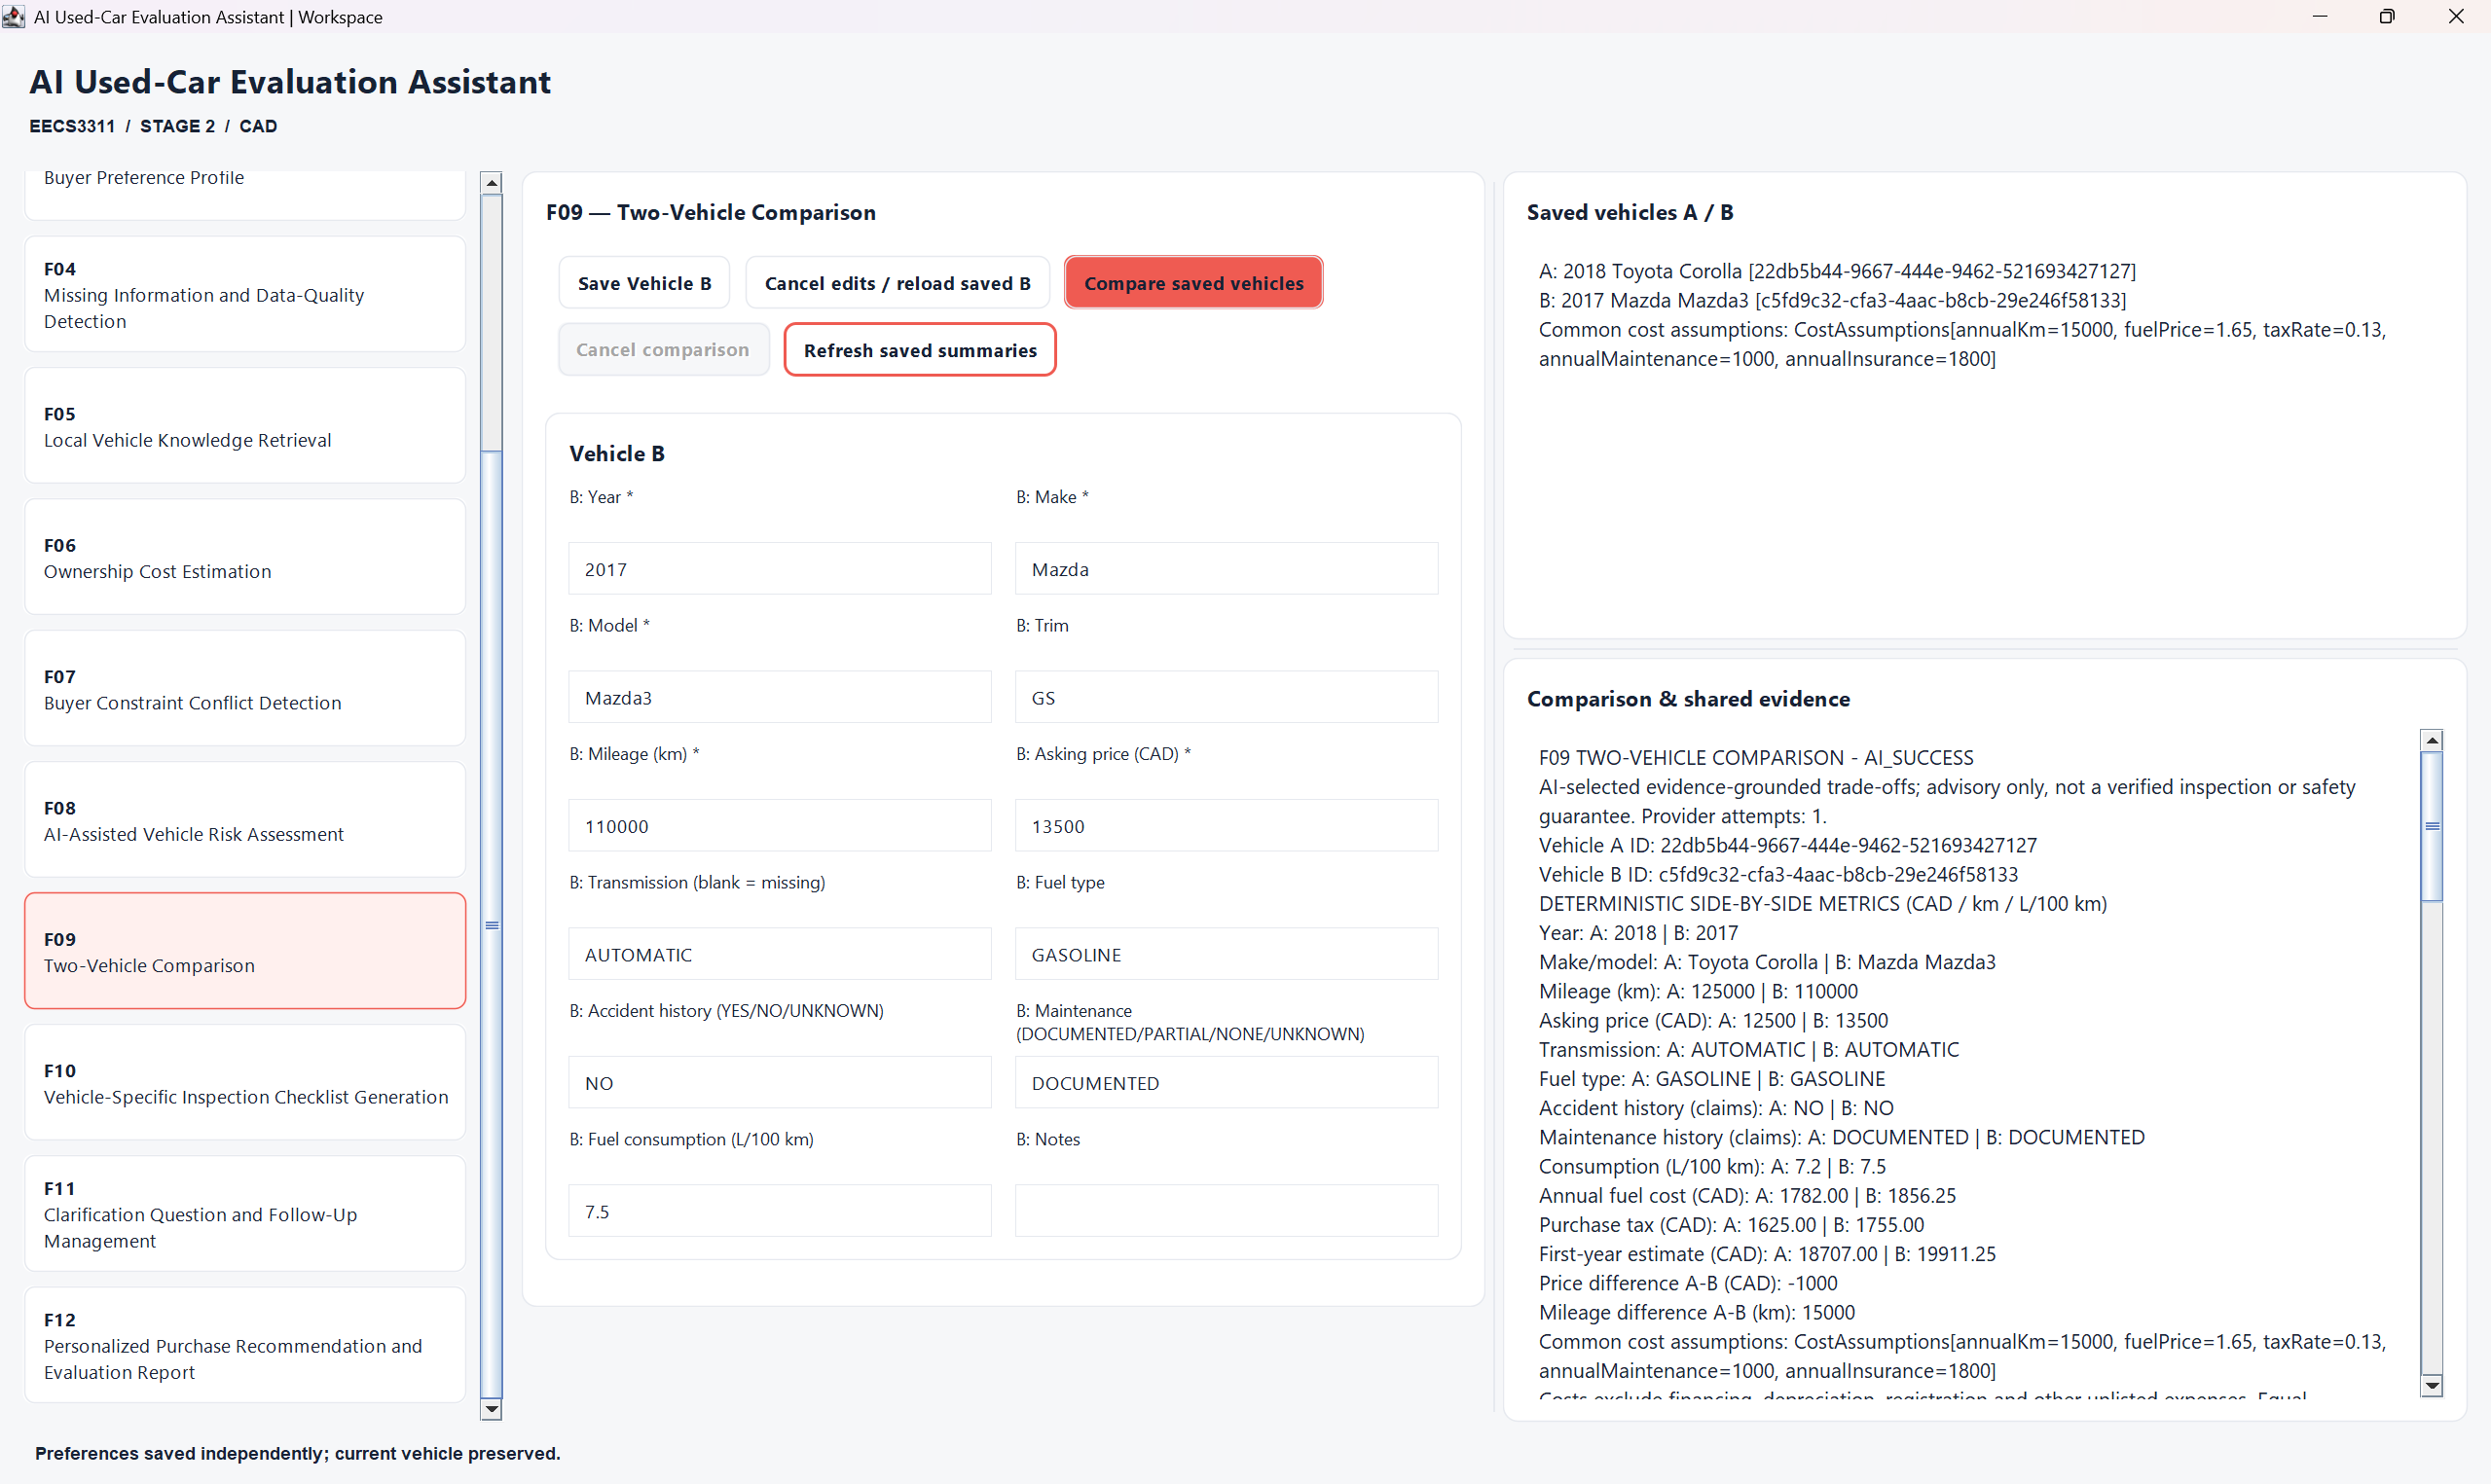 AI Used-Car Evaluation Assistant | Workspace
AI Used-Car Evaluation Assistant
EECS3311 / STAGE 2 / CAD
Buyer Preference Profile
F04
Missing Information and Data-Quality
Detection
F05
Local Vehicle Knowledge Retrieval
F06
Ownership Cost Estimation
F07
Buyer Constraint Conflict Detection
F08
AI-Assisted Vehicle Risk Assessment
F09
Two-Vehicle Comparison
F10
Vehicle-Specific Inspection Checklist Generation
F11
Clarification Question and Follow-Up
Management
F12
Personalized Purchase Recommendation and
Evaluation Report
F09 — Two-Vehicle Comparison
Save Vehicle B
Cancel edits / reload saved B
Compare saved vehicles
Cancel comparison
Refresh saved summaries
Vehicle B
B: Year *
B: Make *
2017
Mazda
B: Model *
B: Trim
Mazda3
GS
B: Mileage (km) *
B: Asking price (CAD) *
110000
13500
B: Transmission (blank = missing)
B: Fuel type
AUTOMATIC
GASOLINE
B: Accident history (YES/NO/UNKNOWN)
B: Maintenance
(DOCUMENTED/PARTIAL/NONE/UNKNOWN)
NO
DOCUMENTED
B: Fuel consumption (L/100 km)
B: Notes
7.5
Saved vehicles A / B
A: 2018 Toyota Corolla [22db5b44-9667-444e-9462-521693427127]
B: 2017 Mazda Mazda3 [c5fd9c32-cfa3-4aac-b8cb-29e246f58133]
Common cost assumptions: CostAssumptions[annualKm=15000, fuelPrice=1.65, taxRate=0.13,
annualMaintenance=1000, annualInsurance=1800]
Comparison & shared evidence
F09 TWO-VEHICLE COMPARISON - AI_SUCCESS
AI-selected evidence-grounded trade-offs; advisory only, not a verified inspection or safety
guarantee. Provider attempts: 1.
Vehicle A ID: 22db5b44-9667-444e-9462-521693427127
Vehicle B ID: c5fd9c32-cfa3-4aac-b8cb-29e246f58133
DETERMINISTIC SIDE-BY-SIDE METRICS (CAD / km / L/100 km)
Year: A: 2018 | B: 2017
Make/model: A: Toyota Corolla | B: Mazda Mazda3
Mileage (km): A: 125000 | B: 110000
Asking price (CAD): A: 12500 | B: 13500
Transmission: A: AUTOMATIC | B: AUTOMATIC
Fuel type: A: GASOLINE | B: GASOLINE
Accident history (claims): A: NO | B: NO
Maintenance history (claims): A: DOCUMENTED | B: DOCUMENTED
Consumption (L/100 km): A: 7.2 | B: 7.5
Annual fuel cost (CAD): A: 1782.00 | B: 1856.25
Purchase tax (CAD): A: 1625.00 | B: 1755.00
First-year estimate (CAD): A: 18707.00 | B: 19911.25
Price difference A-B (CAD): -1000
Mileage difference A-B (km): 15000
Common cost assumptions: CostAssumptions[annualKm=15000, fuelPrice=1.65, taxRate=0.13,
annualMaintenance=1000, annualInsurance=1800]
Costs exclude financing, depreciation, registration and other unlisted expenses. Equal
Preferences saved independently; current vehicle preserved.